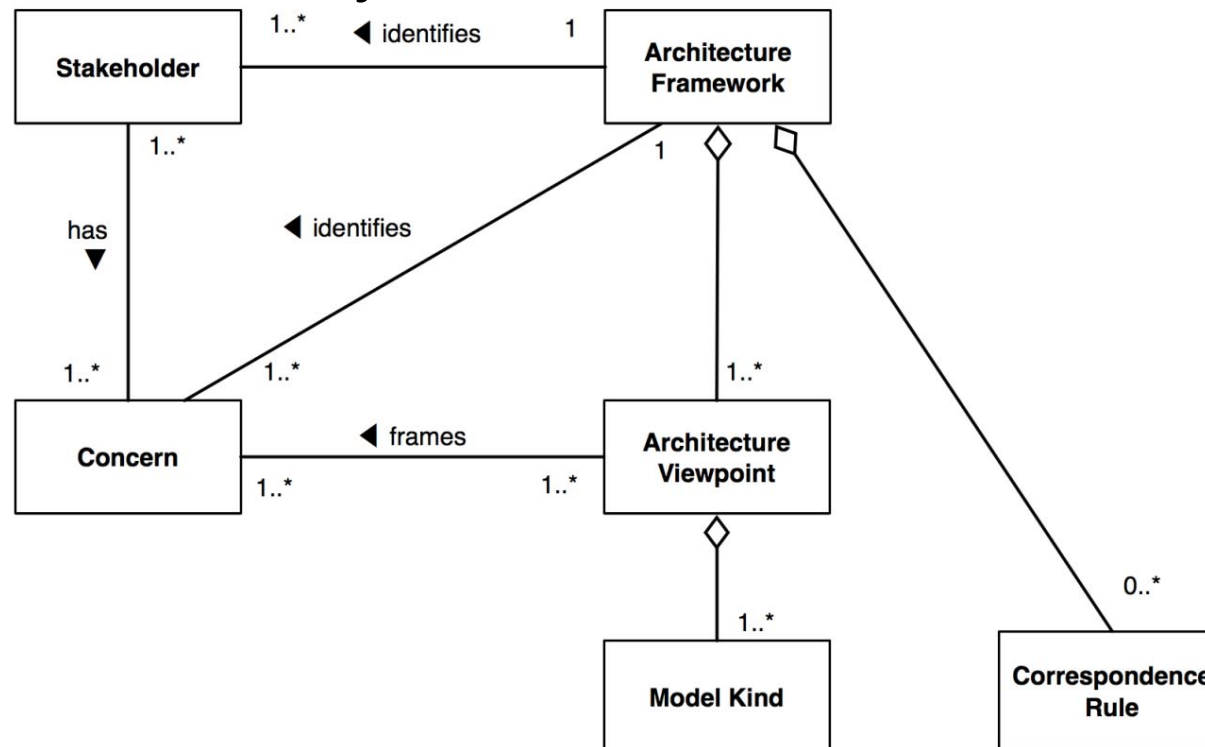 1..*
◀ identifies
1
Stakeholder
Architecture
Framework
1..*
1
has
▼
◀ identifies
1..*
1..*
1..*
Concern
◀ frames
Architecture
Viewpoint
1..*
1..*
0..*
1..*
Model Kind
Correspondence
Rule